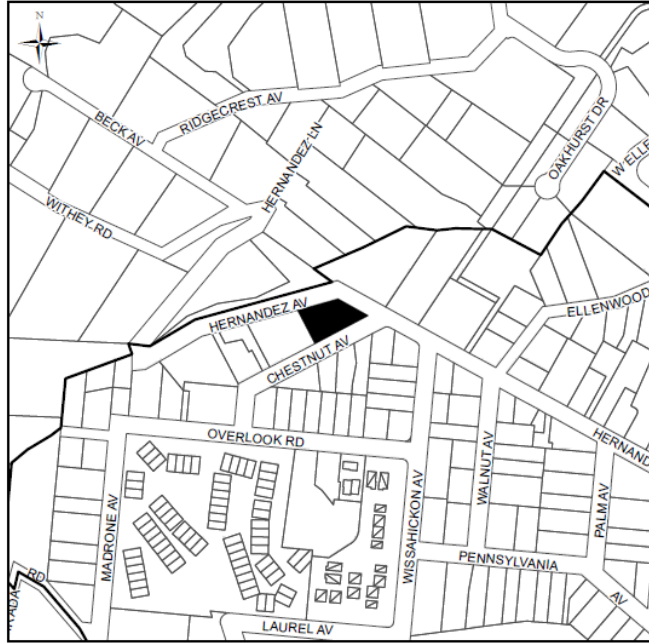 N
RIDGECREST AV
BECK AV
OAKHURST DR
HERNANDEZ LN
W ELLE
WITHEY RD
HERNANDEZ AV
ELLENWOOD
CHESTNUT AV
OVERLOOK RD
HERNAND
WALNUT AV
PALM AV
WISSAHICKON AV
MADRONE AV
PENNSYLVANIA
AV
RD
LAUREL AV